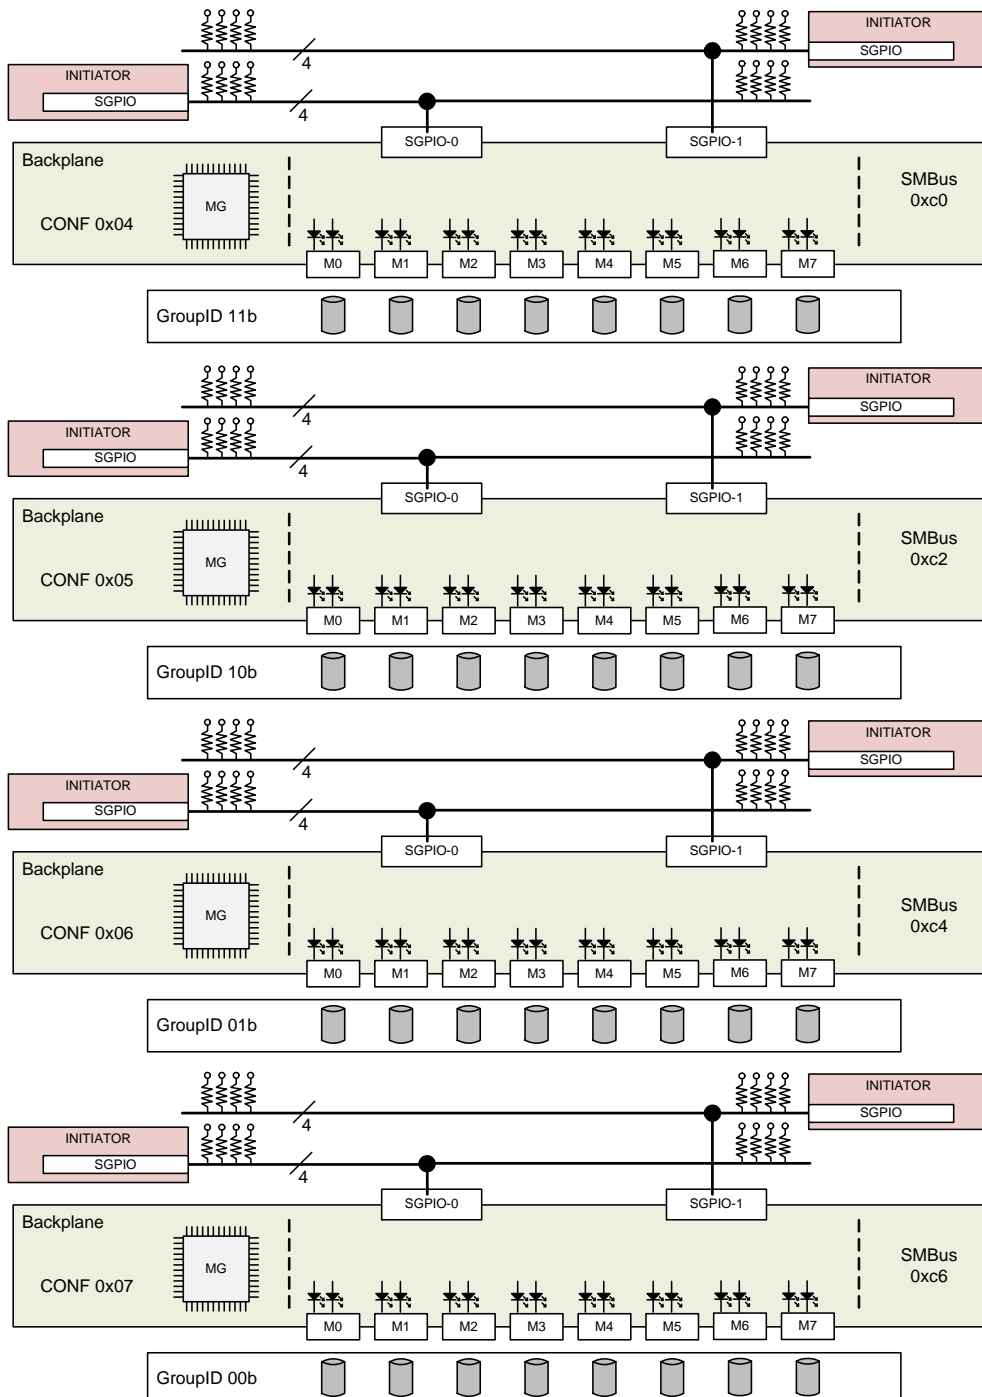 INITIATOR
SGPIO
4
INITIATOR
SGPIO
4
SGPIO-0
SGPIO-1
Backplane
MG
CONF 0x04
SMBus
0xc0
M0 M1 M2 M3 M4 M5 M6 M7
GroupID 11b
INITIATOR
SGPIO
4
INITIATOR
SGPIO
4
SGPIO-0
SGPIO-1
Backplane
MG
CONF 0x05
SMBus
0xc2
M0 M1 M2 M3 M4 M5 M6 M7
GroupID 10b
INITIATOR
SGPIO
4
INITIATOR
SGPIO
4
SGPIO-0
SGPIO-1
Backplane
MG
CONF 0x06
SMBus
0xc4
M0 M1 M2 M3 M4 M5 M6 M7
GroupID 01b
INITIATOR
SGPIO
4
INITIATOR
SGPIO
4
SGPIO-0
SGPIO-1
Backplane
MG
CONF 0x07
SMBus
0xc6
M0 M1 M2 M3 M4 M5 M6 M7
GroupID 00b